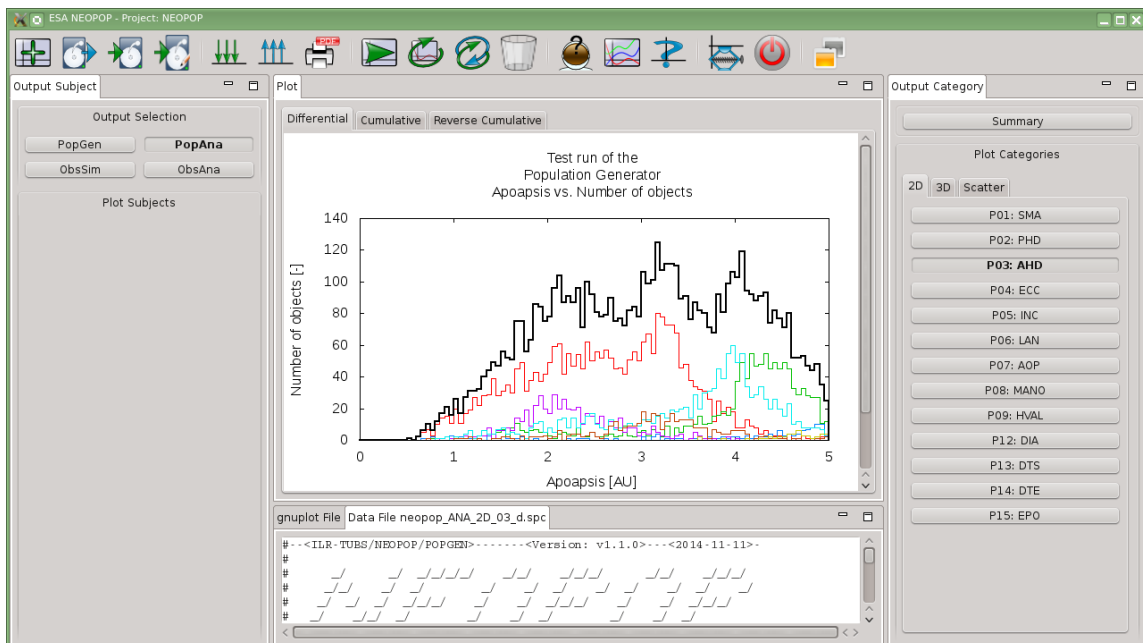 ESA NEOPOP - Project: NEOPOP
PDF
Output Subject
Output Selection
PopGen
PopAna
ObsSim
ObsAna
Plot Subjects
Plot
Differential
Cumulative
Reverse Cumulative
Test run of the
Population Generator
Apoapsis vs. Number of objects
Number of objects [-]
140
120
100
80
60
40
20
0
0 1 2 3 4 5
Apoapsis [AU]
gnuplot File
Data File neopop_ANA_2D_03_d.spc
#--<ILR-TUBS/NEOPOP/POPGEN>-------<Version: v1.1.0>---<2014-11-11>-
#
#
#
#
#
Output Category
Summary
Plot Categories
2D
3D
Scatter
P01: SMA
P02: PHD
P03: AHD
P04: ECC
P05: INC
P06: LAN
P07: AOP
P08: MANO
P09: HVAL
P12: DIA
P13: DTS
P14: DTE
P15: EPO